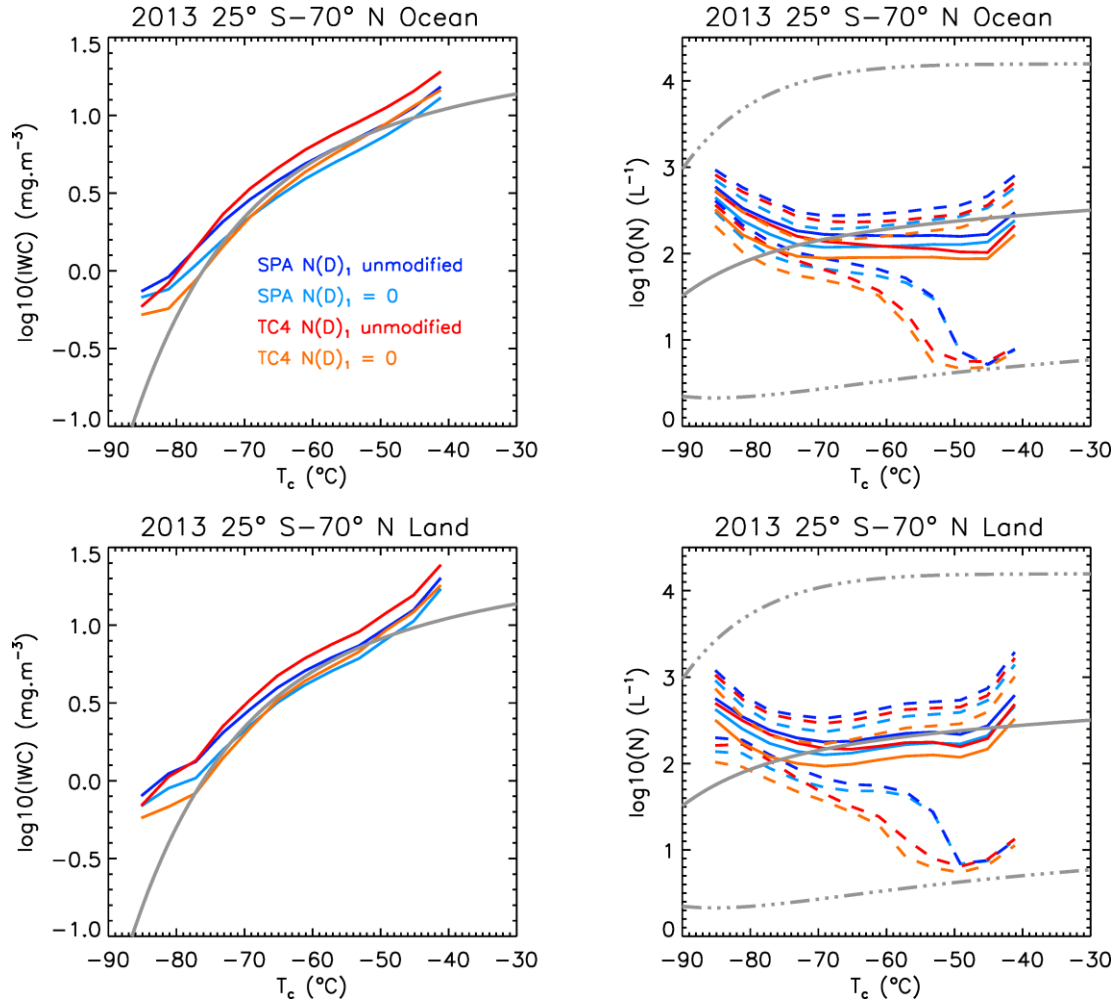 2013 25° S−70° N Ocean
log10(IWC) (mg.m⁻³)
1.5
1.0
0.5
0.0
−0.5
−1.0
SPA N(D)₁ unmodified
SPA N(D)₁ = 0
TC4 N(D)₁ unmodified
TC4 N(D)₁ = 0
−90 −80 −70 −60 −50 −40 −30
T_c (°C)
2013 25° S−70° N Ocean
log10(N) (L⁻¹)
4
3
2
1
0
−90 −80 −70 −60 −50 −40 −30
T_c (°C)
2013 25° S−70° N Land
log10(IWC) (mg.m⁻³)
1.5
1.0
0.5
0.0
−0.5
−1.0
−90 −80 −70 −60 −50 −40 −30
T_c (°C)
2013 25° S−70° N Land
log10(N) (L⁻¹)
4
3
2
1
0
−90 −80 −70 −60 −50 −40 −30
T_c (°C)